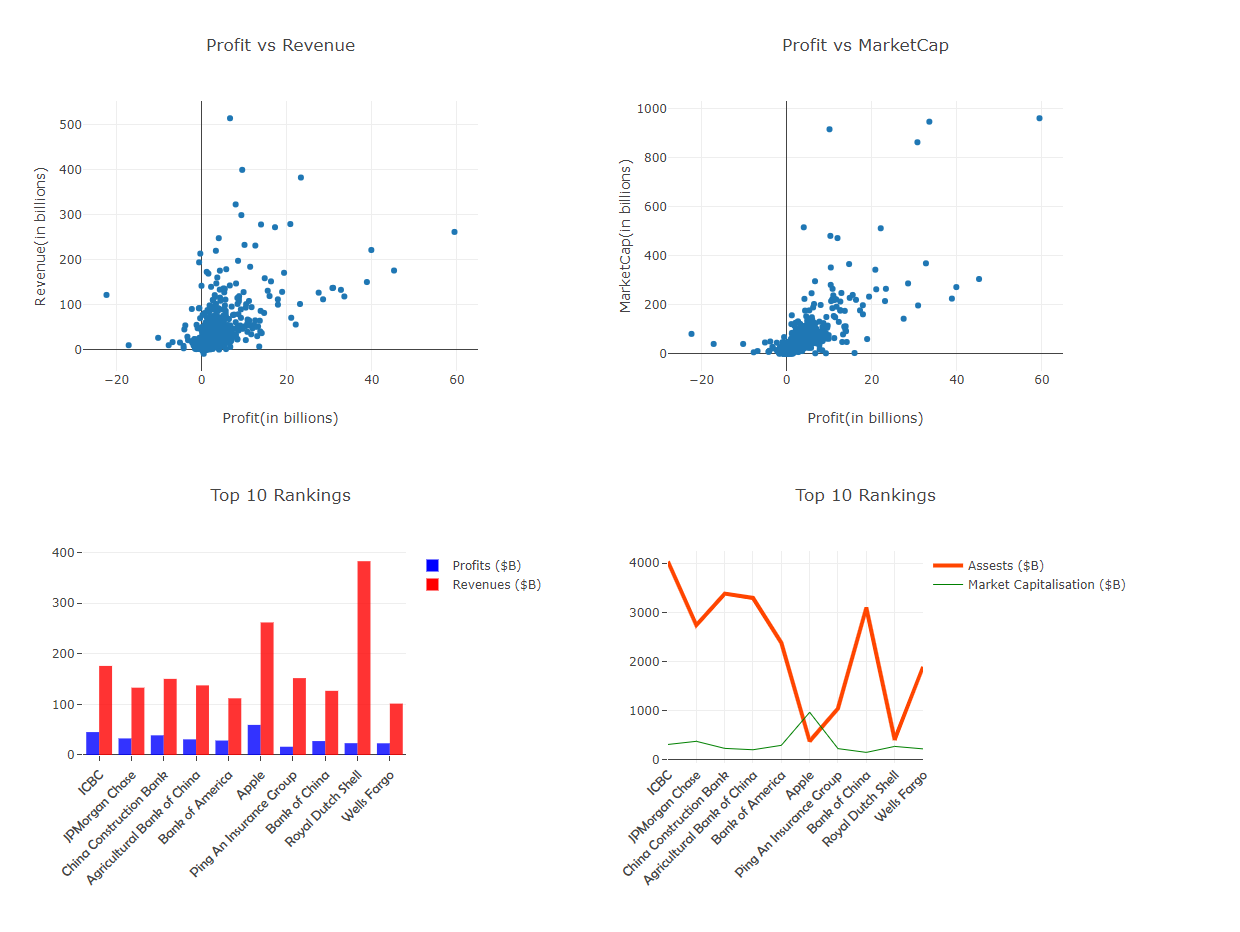 Profit vs Revenue
Revenue(in billions)
500
400
300
200
100
0
−20
0
20
40
60
Profit(in billions)
Profit vs MarketCap
MarketCap(in billions)
1000
800
600
400
200
0
−20
0
20
40
60
Profit(in billions)
Top 10 Rankings
400
300
200
100
0
ICBC
JPMorgan Chase
China Construction Bank
Agricultural Bank of China
Bank of America
Apple
Ping An Insurance Group
Bank of China
Royal Dutch Shell
Wells Fargo
Profits ($B)
Revenues ($B)
Top 10 Rankings
4000
3000
2000
1000
0
ICBC
JPMorgan Chase
China Construction Bank
Agricultural Bank of China
Bank of America
Apple
Ping An Insurance Group
Bank of China
Royal Dutch Shell
Wells Fargo
Assests ($B)
Market Capitalisation ($B)